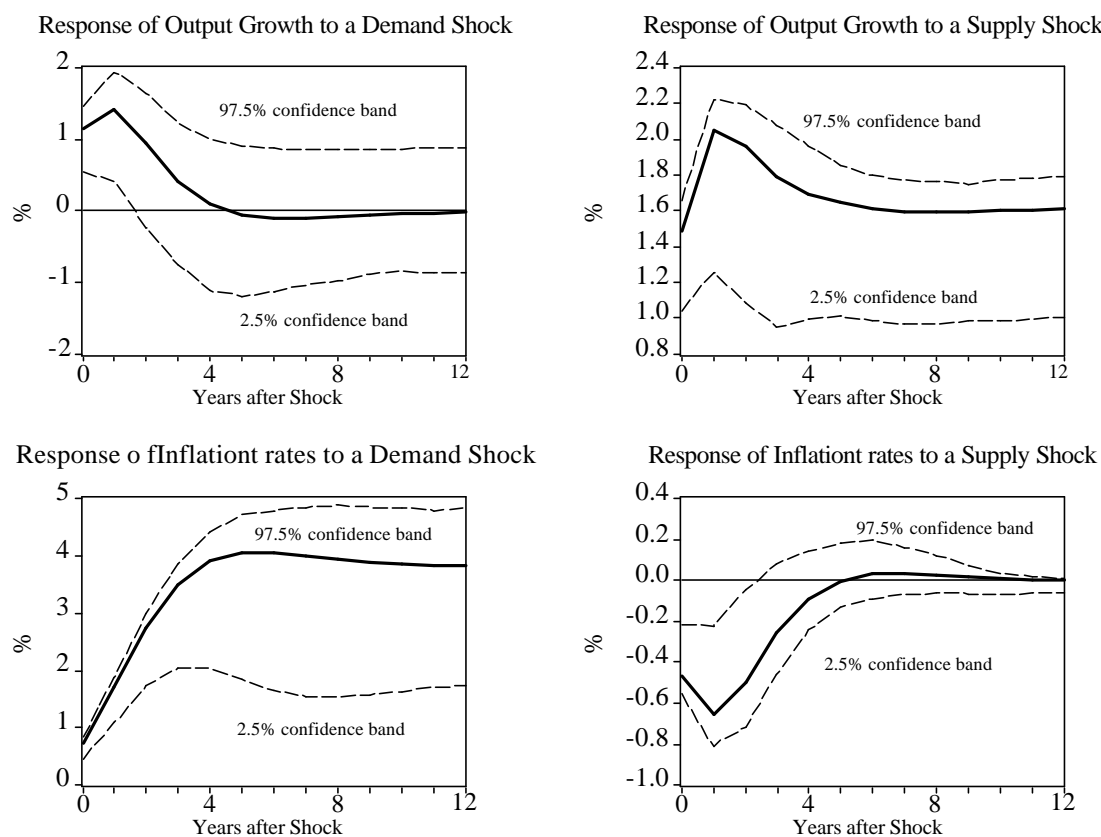 Response of Output Growth to a Demand Shock
2
1
0
-1
-2
%
97.5% confidence band
2.5% confidence band
0 4 8 12
Years after Shock
Response of Output Growth to a Supply Shock
2.4
2.2
2.0
1.8
1.6
1.4
1.2
1.0
0.8
%
97.5% confidence band
2.5% confidence band
0 4 8 12
Years after Shock
Response o fInflationt rates to a Demand Shock
5
4
3
2
1
0
%
97.5% confidence band
2.5% confidence band
0 4 8 12
Years after Shock
Response of Inflationt rates to a Supply Shock
0.4
0.2
0.0
-0.2
-0.4
-0.6
-0.8
-1.0
%
97.5% confidence band
2.5% confidence band
0 4 8 12
Years after Shock